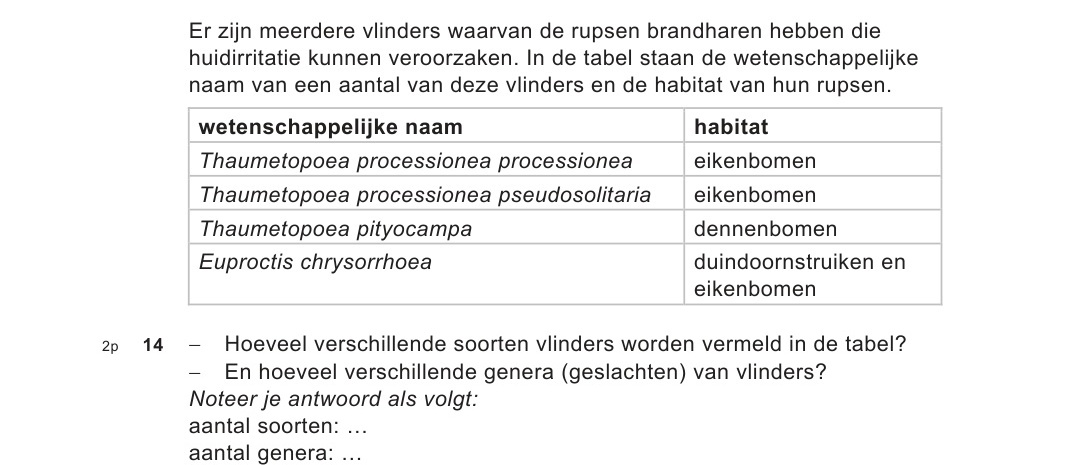 Er zijn meerdere vlinders waarvan de rupsen brandharen hebben die
huidirritatie kunnen veroorzaken. In de tabel staan de wetenschappelijke
naam van een aantal van deze vlinders en de habitat van hun rupsen.
wetenschappelijke naam habitat
Thaumetopoea processionea processionea eikenbomen
Thaumetopoea processionea pseudosolitaria eikenbomen
Thaumetopoea pityocampa dennenbomen
Euproctis chrysorrhoea duindoornstruiken en
eikenbomen
2p 14 – Hoeveel verschillende soorten vlinders worden vermeld in de tabel?
– En hoeveel verschillende genera (geslachten) van vlinders?
Noteer je antwoord als volgt:
aantal soorten: …
aantal genera: …